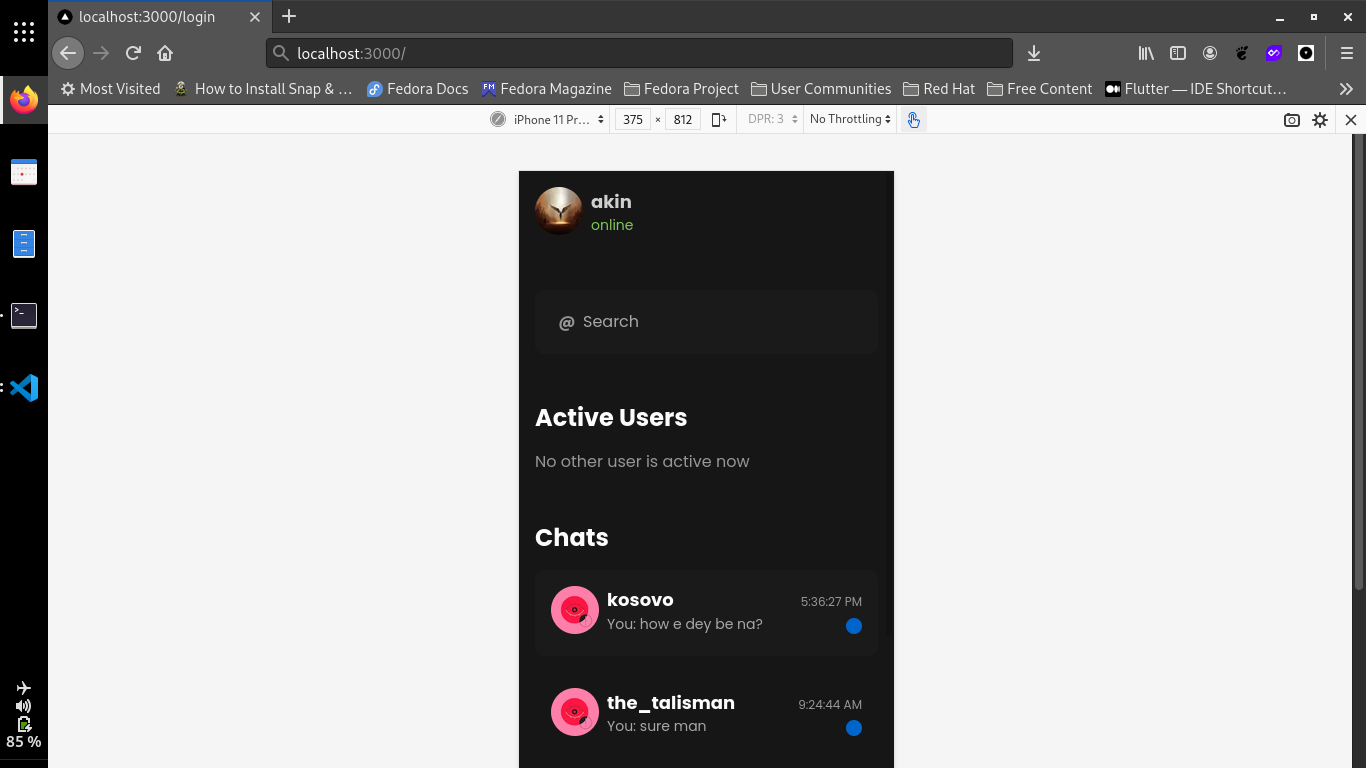 localhost:3000/login
localhost:3000/
Most Visited
How to Install Snap & …
Fedora Docs
FM Fedora Magazine
Fedora Project
User Communities
Red Hat
Free Content
Flutter — IDE Shortcut…
iPhone 11 Pr…
375 × 812
DPR: 3
No Throttling
akin
online
@ Search
Active Users
No other user is active now
Chats
kosovo 5:36:27 PM
You: how e dey be na?
the_talisman 9:24:44 AM
You: sure man
85 %